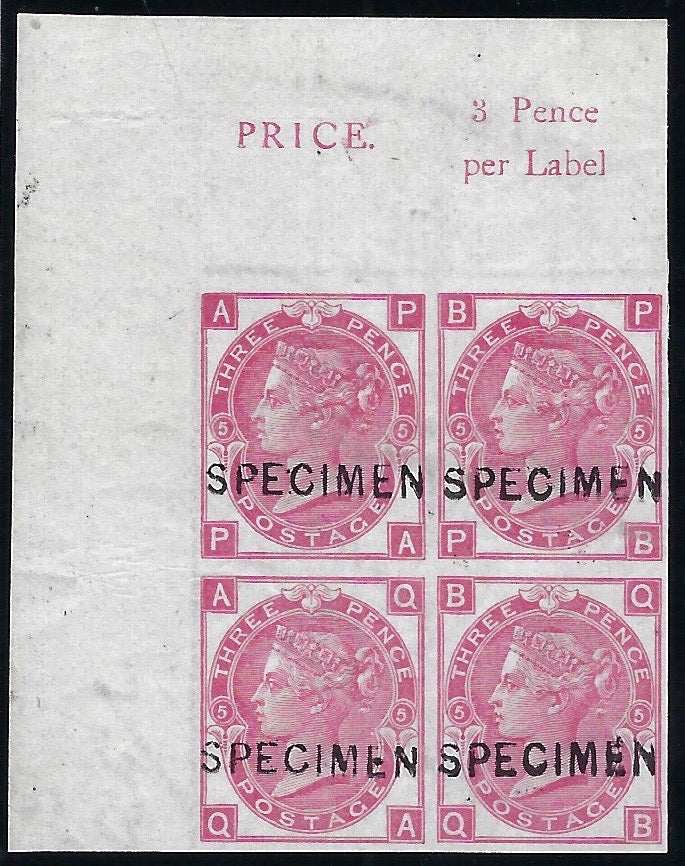 PRICE.
3 Pence
per Label
A P
THREE PENCE
5 5
SPECIMEN
POSTAGE
P A
B P
THREE PENCE
5 5
SPECIMEN
POSTAGE
P B
A Q
THREE PENCE
5 5
SPECIMEN
POSTAGE
Q A
B Q
THREE PENCE
5 5
SPECIMEN
POSTAGE
Q B